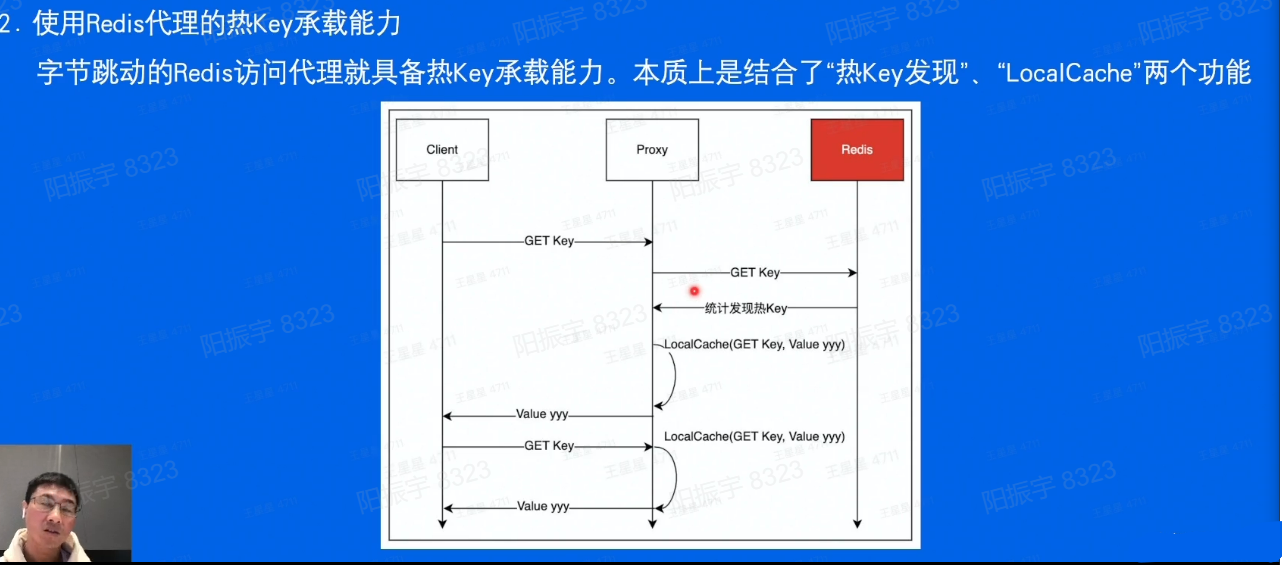 2. 使用Redis代理的热Key承载能力
字节跳动的Redis访问代理就具备热Key承载能力。本质上是结合了“热Key发现”、“LocalCache”两个功能
Client
Proxy
Redis
GET Key
GET Key
统计发现热Key
LocalCache(GET Key, Value yyy)
Value yyy
GET Key
LocalCache(GET Key, Value yyy)
Value yyy
阳振宇 8323
王星星 4711